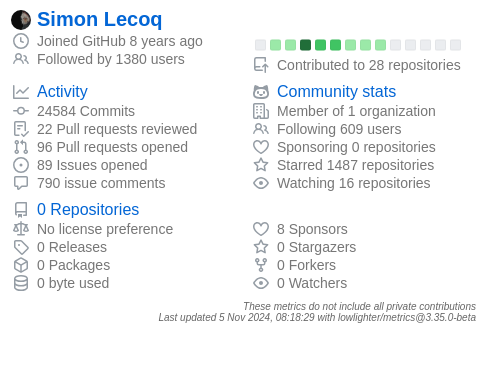 Simon Lecoq
Joined GitHub 8 years ago
Followed by 1380 users
Contributed to 28 repositories
Activity
24584 Commits
22 Pull requests reviewed
96 Pull requests opened
89 Issues opened
790 issue comments
Community stats
Member of 1 organization
Following 609 users
Sponsoring 0 repositories
Starred 1487 repositories
Watching 16 repositories
0 Repositories
No license preference
0 Releases
0 Packages
0 byte used
8 Sponsors
0 Stargazers
0 Forkers
0 Watchers
These metrics do not include all private contributions
Last updated 5 Nov 2024, 08:18:29 with lowlighter/metrics@3.35.0-beta